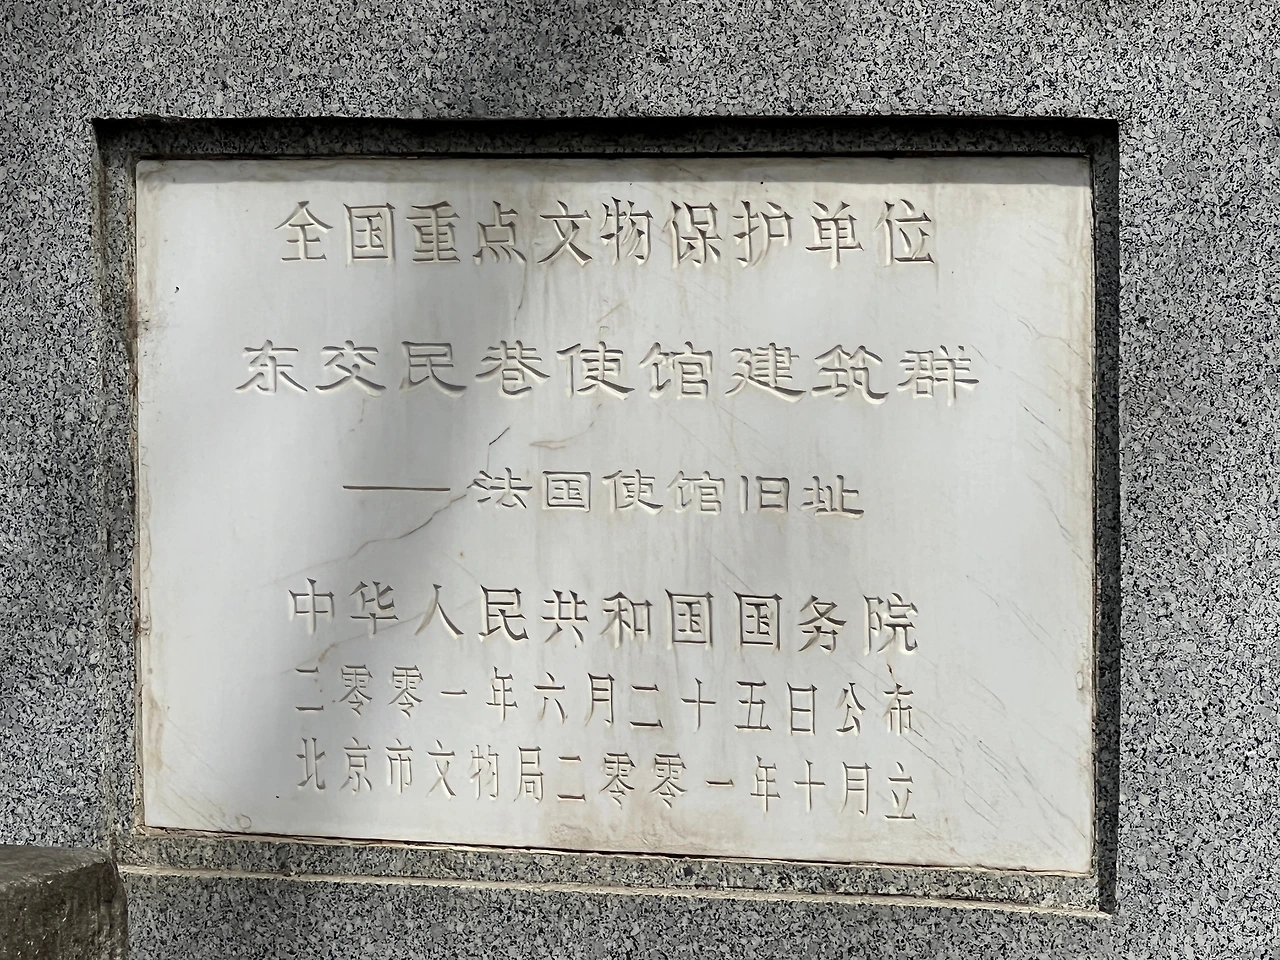 全国重点文物保护单位
东交民巷使馆建筑群
——法国使馆旧址
中华人民共和国国务院
二零零一年六月二十五日公布
北京市文物局二零零一年十月立